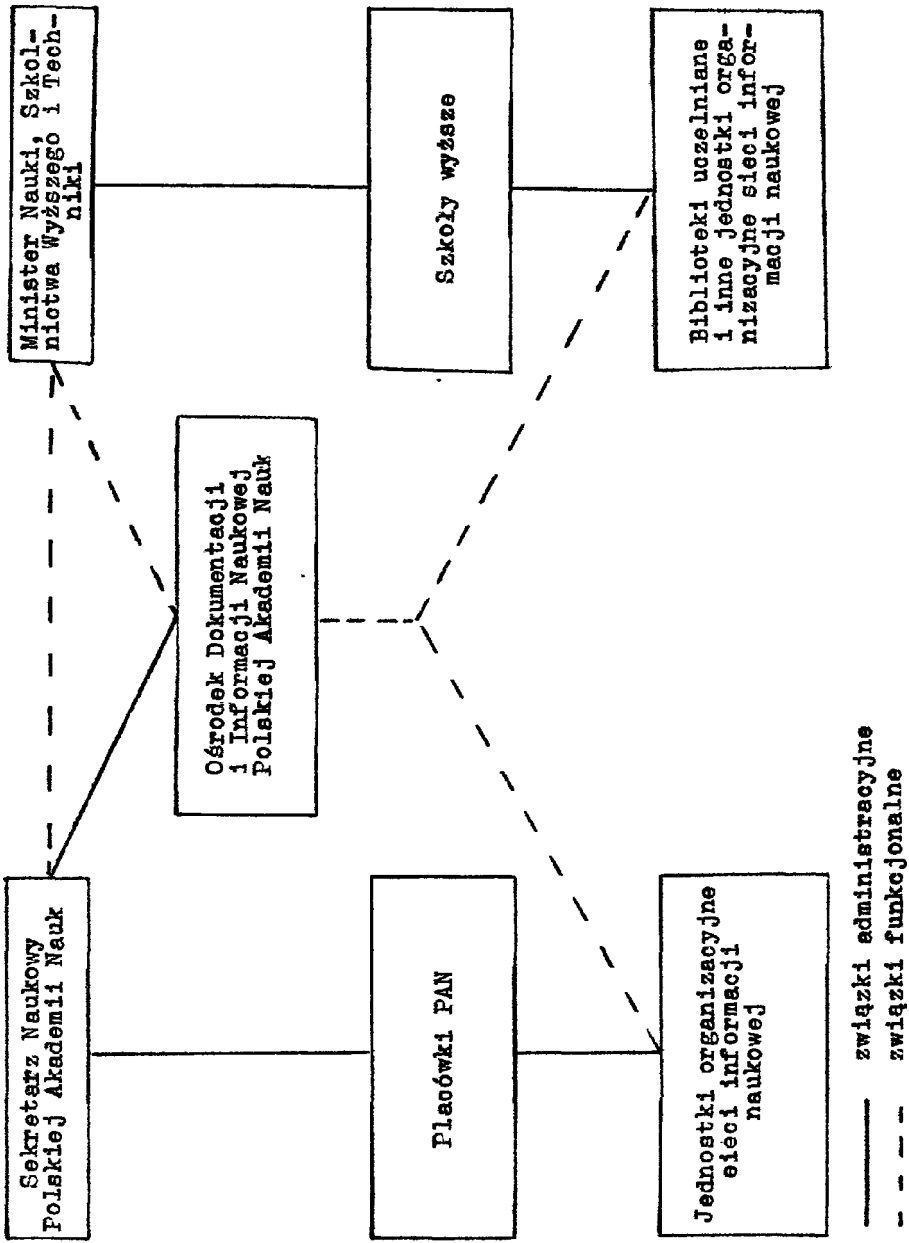 Sekretarz Naukowy
Polskiej Akademii Nauk
Minister Nauki, Szkol-
nictwa Wyższego i Tech-
niki
Ośrodek Dokumentacji
i Informacji Naukowej
Polskiej Akademii Nauk
Placówki PAN
Szkoły wyższe
Jednostki organizacyjne
sieci informacji
naukowej
Biblioteki uczelniane
i inne jednostki orga-
nizacyjne sieci infor-
macji naukowej
związki administracyjne
związki funkcjonalne